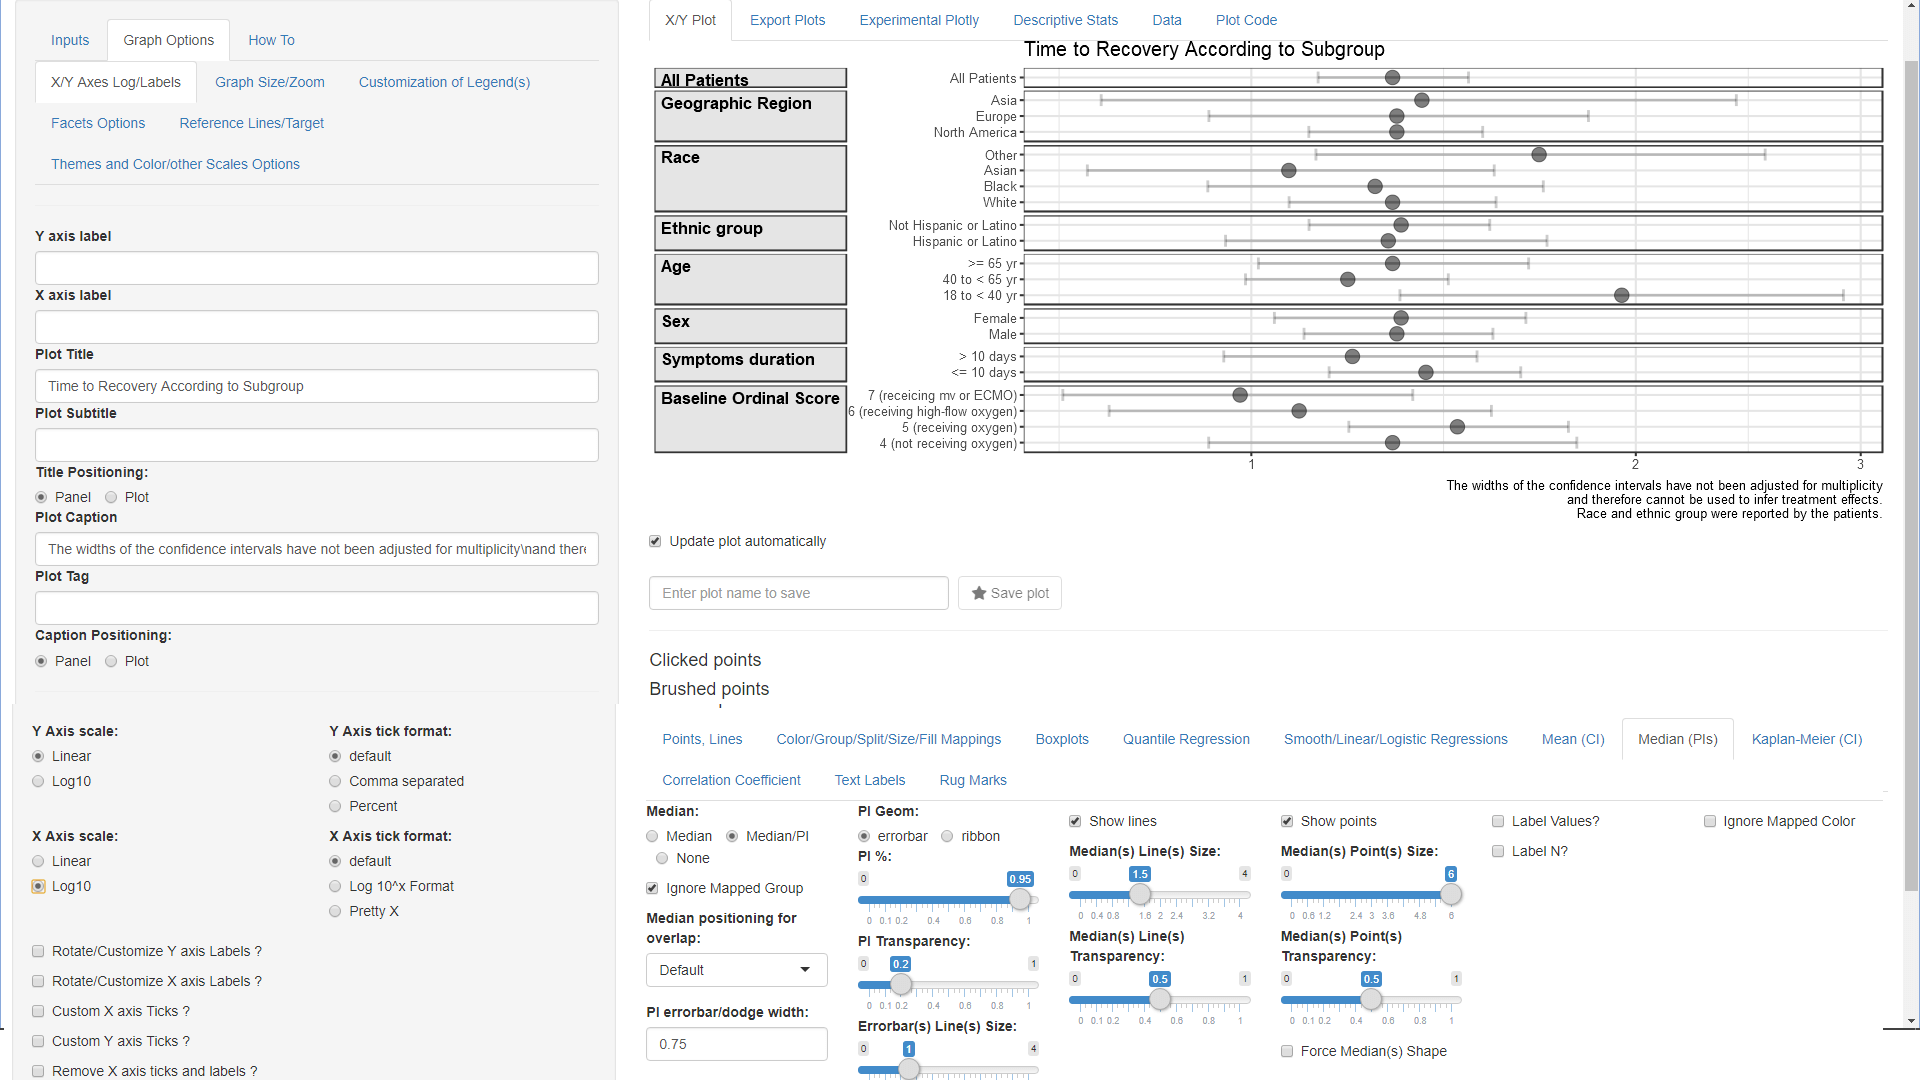 Inputs
Graph Options
How To
X/Y Axes Log/Labels
Graph Size/Zoom
Customization of Legend(s)
Facets Options
Reference Lines/Target
Themes and Color/other Scales Options
Y axis label
X axis label
Plot Title
Time to Recovery According to Subgroup
Plot Subtitle
Title Positioning:
Panel Plot
Plot Caption
The widths of the confidence intervals have not been adjusted for multiplicity\nand there
Plot Tag
Caption Positioning:
Panel Plot
Y Axis scale:
Linear
Log10
Y Axis tick format:
default
Comma separated
Percent
X Axis scale:
Linear
Log10
X Axis tick format:
default
Log 10^x Format
Pretty X
Rotate/Customize Y axis Labels ?
Rotate/Customize X axis Labels ?
Custom X axis Ticks ?
Custom Y axis Ticks ?
Remove X axis ticks and labels ?
X/Y Plot
Export Plots
Experimental Plotly
Descriptive Stats
Data
Plot Code
Time to Recovery According to Subgroup
All Patients
All Patients
Geographic Region
Asia
Europe
North America
Race
Other
Asian
Black
White
Ethnic group
Not Hispanic or Latino
Hispanic or Latino
Age
>= 65 yr
40 to < 65 yr
18 to < 40 yr
Sex
Female
Male
Symptoms duration
> 10 days
<= 10 days
Baseline Ordinal Score
7 (receicing mv or ECMO)
6 (receiving high-flow oxygen)
5 (receiving oxygen)
4 (not receiving oxygen)
1 2 3
The widths of the confidence intervals have not been adjusted for multiplicity
and therefore cannot be used to infer treatment effects.
Race and ethnic group were reported by the patients.
Update plot automatically
Enter plot name to save
Save plot
Clicked points
Brushed points
Points, Lines
Color/Group/Split/Size/Fill Mappings
Boxplots
Quantile Regression
Smooth/Linear/Logistic Regressions
Mean (CI)
Median (PIs)
Kaplan-Meier (CI)
Correlation Coefficient
Text Labels
Rug Marks
Median:
Median Median/PI
None
Ignore Mapped Group
Median positioning for
overlap:
Default
PI errorbar/dodge width:
0.75
PI Geom:
errorbar ribbon
PI %:
0 0.95
0 0.1 0.2 0.4 0.6 0.8 1
PI Transparency:
0 0.2 1
0 0.1 0.2 0.4 0.6 0.8 1
Errorbar(s) Line(s) Size:
0 1 4
Show lines
Median(s) Line(s) Size:
0 1.5 4
0 0.4 0.8 1.6 2 2.4 3.2 4
Median(s) Line(s)
Transparency:
0 0.5 1
0 0.1 0.2 0.4 0.6 0.8 1
Show points
Median(s) Point(s) Size:
0 6
0 0.6 1.2 2.4 3 3.6 4.8 6
Median(s) Point(s)
Transparency:
0 0.5 1
0 0.1 0.2 0.4 0.6 0.8 1
Force Median(s) Shape
Label Values?
Label N?
Ignore Mapped Color